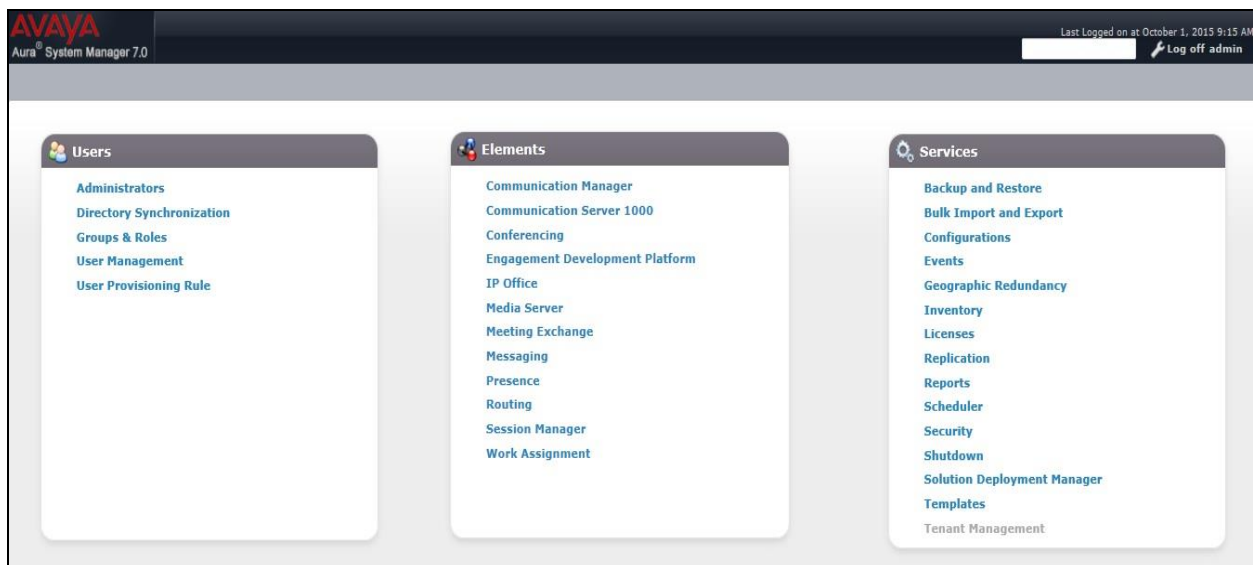 AVAYA
Aura® System Manager 7.0
Last Logged on at October 1, 2015 9:15 AM
Log off admin
Users
Administrators
Directory Synchronization
Groups & Roles
User Management
User Provisioning Rule
Elements
Communication Manager
Communication Server 1000
Conferencing
Engagement Development Platform
IP Office
Media Server
Meeting Exchange
Messaging
Presence
Routing
Session Manager
Work Assignment
Services
Backup and Restore
Bulk Import and Export
Configurations
Events
Geographic Redundancy
Inventory
Licenses
Replication
Reports
Scheduler
Security
Shutdown
Solution Deployment Manager
Templates
Tenant Management